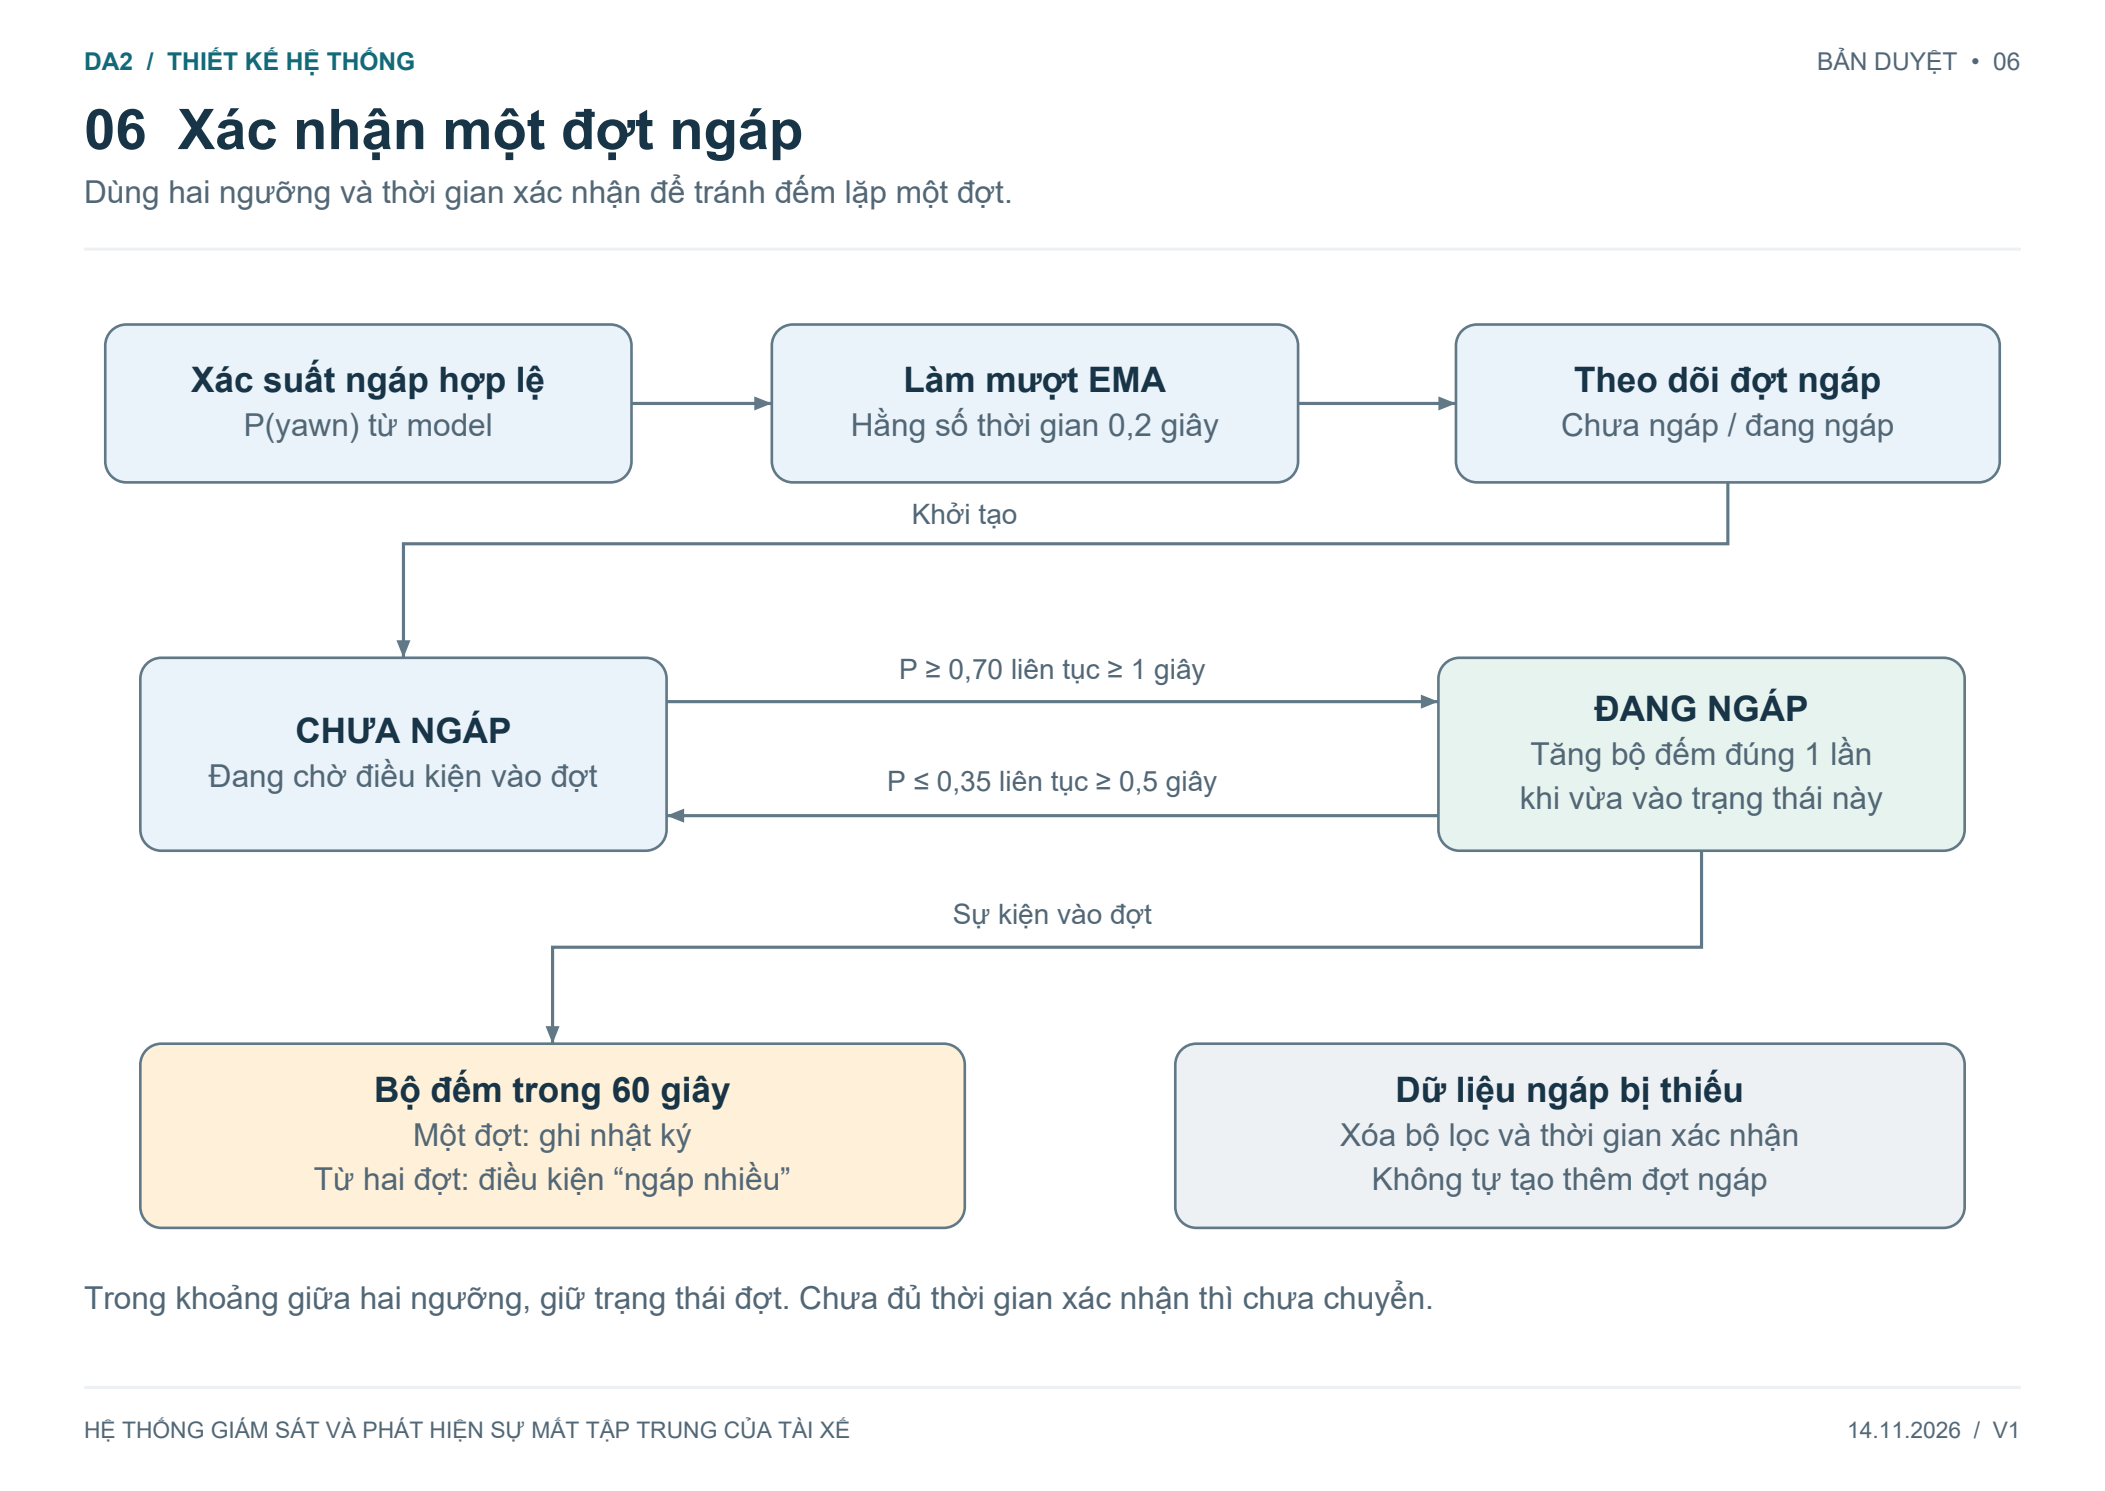 DA2 / THIẾT KẾ HỆ THỐNG
BẢN DUYỆT • 06
06 Xác nhận một đợt ngáp
Dùng hai ngưỡng và thời gian xác nhận để tránh đếm lặp một đợt.
Xác suất ngáp hợp lệ
P(yawn) từ model
Làm mượt EMA
Hằng số thời gian 0,2 giây
Theo dõi đợt ngáp
Chưa ngáp / đang ngáp
Khởi tạo
CHƯA NGÁP
Đang chờ điều kiện vào đợt
P ≥ 0,70 liên tục ≥ 1 giây
P ≤ 0,35 liên tục ≥ 0,5 giây
ĐANG NGÁP
Tăng bộ đếm đúng 1 lần
khi vừa vào trạng thái này
Sự kiện vào đợt
Bộ đếm trong 60 giây
Một đợt: ghi nhật ký
Từ hai đợt: điều kiện “ngáp nhiều”
Dữ liệu ngáp bị thiếu
Xóa bộ lọc và thời gian xác nhận
Không tự tạo thêm đợt ngáp
Trong khoảng giữa hai ngưỡng, giữ trạng thái đợt. Chưa đủ thời gian xác nhận thì chưa chuyển.
HỆ THỐNG GIÁM SÁT VÀ PHÁT HIỆN SỰ MẤT TẬP TRUNG CỦA TÀI XẾ
14.11.2026 / V1